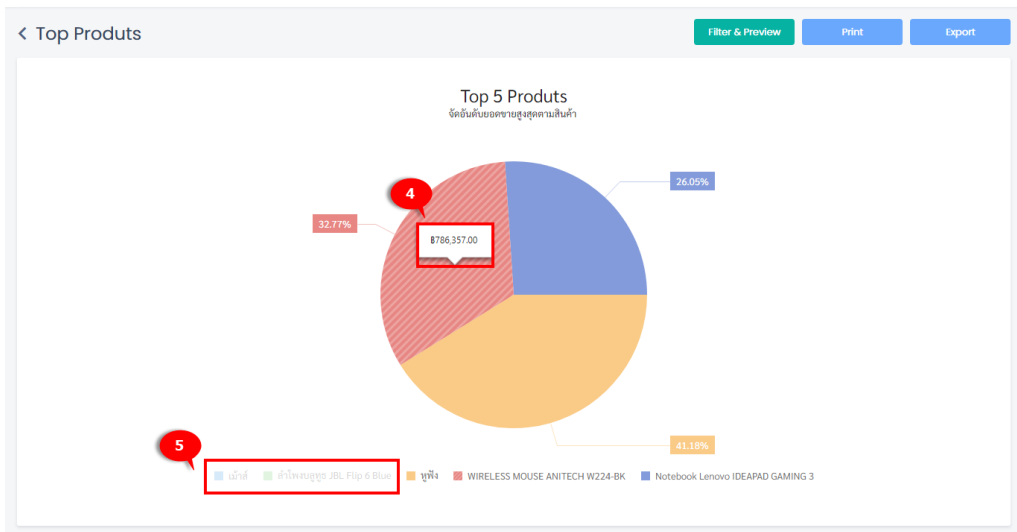 Top Produts
Filter & Preview
Print
Export
Top 5 Produts
จัดอันดับยอดขายสูงสุดตามสินค้า
4
26.05%
32.77%
฿786,357.00
41.18%
5
เม้าส์ ลำโพงบลูทูธ JBL Flip 6 Blue หูฟัง WIRELESS MOUSE ANITECH W224-BK Notebook Lenovo IDEAPAD GAMING 3